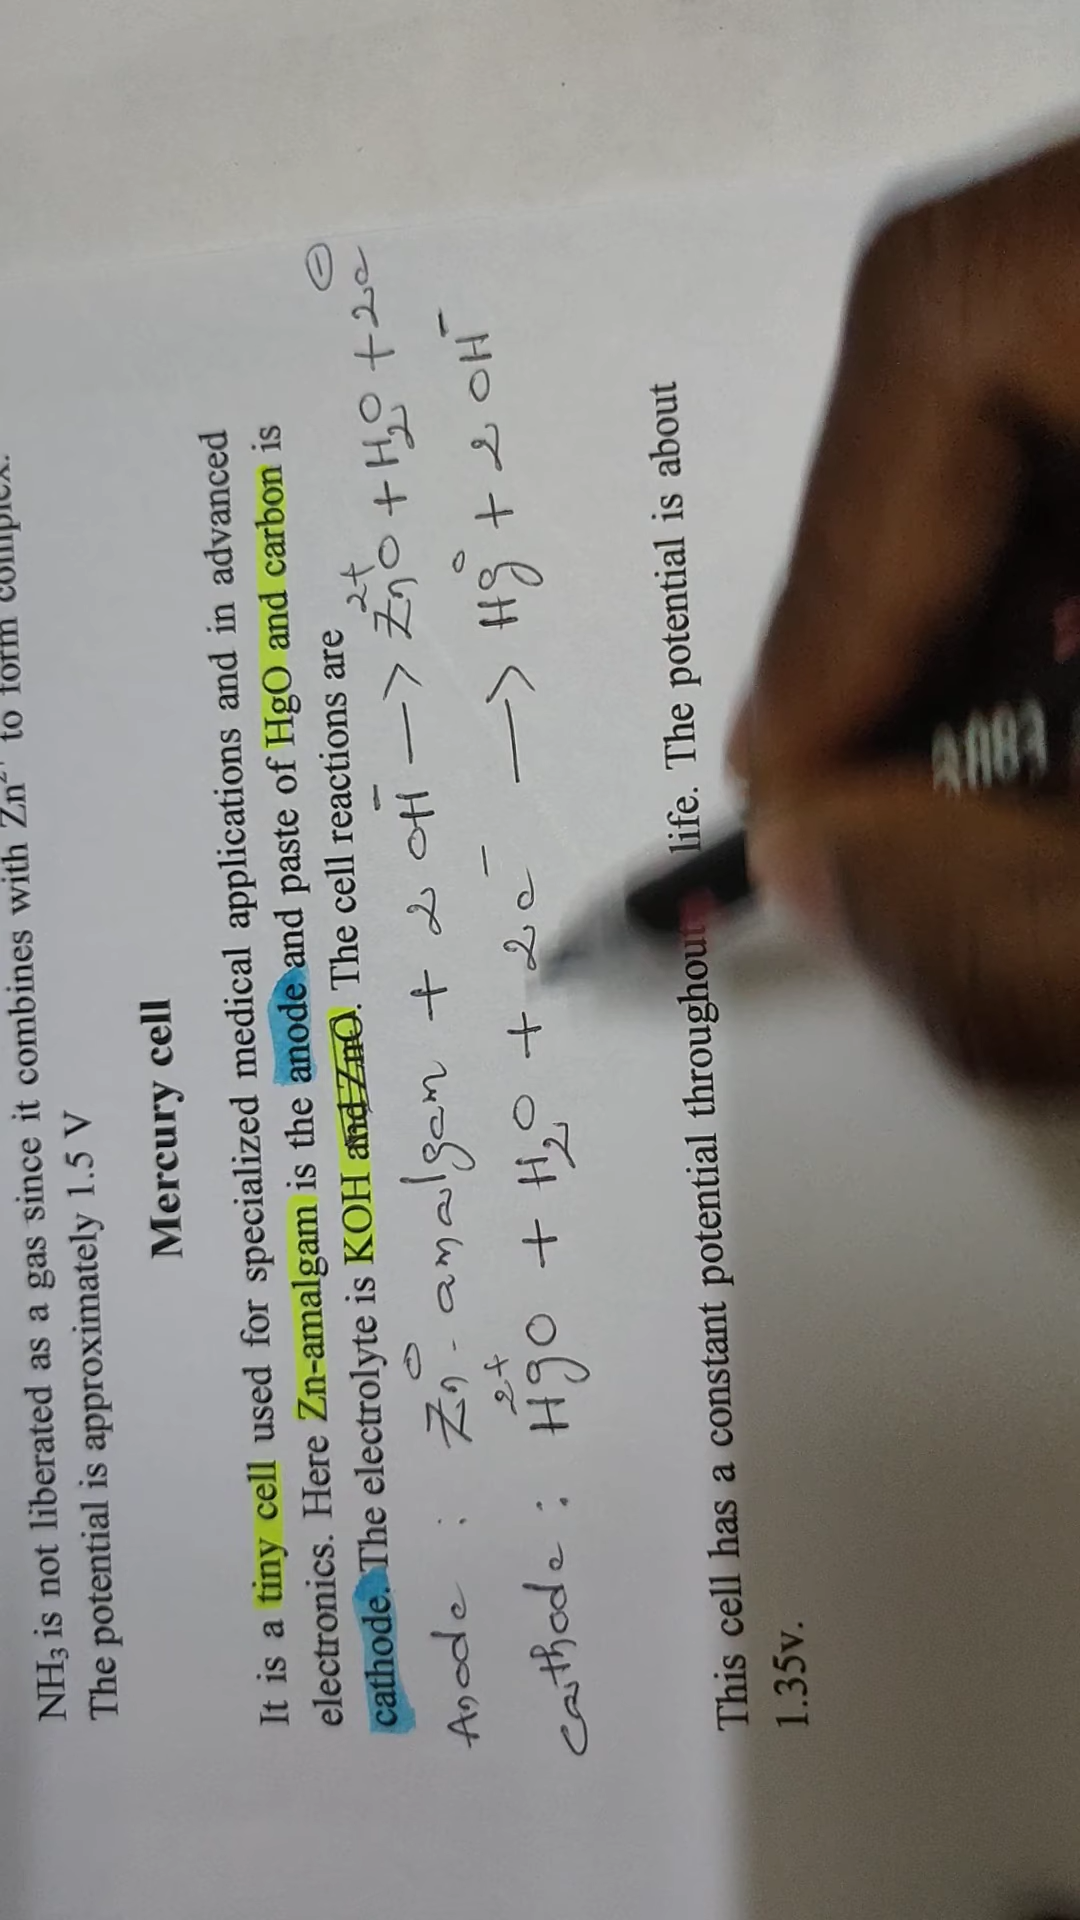 NH3 is not liberated as a gas since it combines with Zn²⁺ to form complex.
The potential is approximately 1.5 V
Mercury cell
It is a tiny cell used for specialized medical applications and in advanced
electronics. Here Zn-amalgam is the anode and paste of HgO and carbon is
cathode. The electrolyte is KOH and ZnO. The cell reactions are
Anode : Zn⁰ - amalgam + 2 OH⁻ → Zn²⁺O + H₂O + 2e⊖
Cathode : Hg²⁺O + H₂O + 2e⁻ → Hg⁰ + 2 OH⁻
This cell has a constant potential throughout life. The potential is about
1.35v.